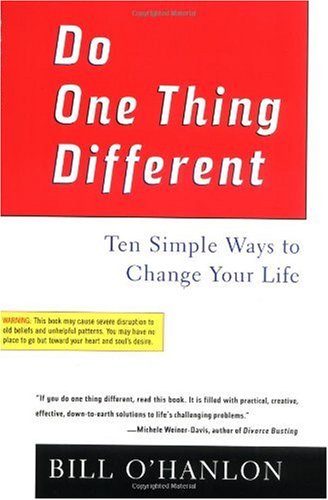 Do
One Thing
Different
Ten Simple Ways to
Change Your Life
WARNING: This book may cause severe disruption to
old beliefs and unhelpful patterns. You may have no
place to go but toward your heart and soul's desire.
"If you do one thing different, read this book. It is filled with practical, creative,
effective, down-to-earth solutions to life's challenging problems."
—Michele Weiner-Davis, author of Divorce Busting
BILL O'HANLON